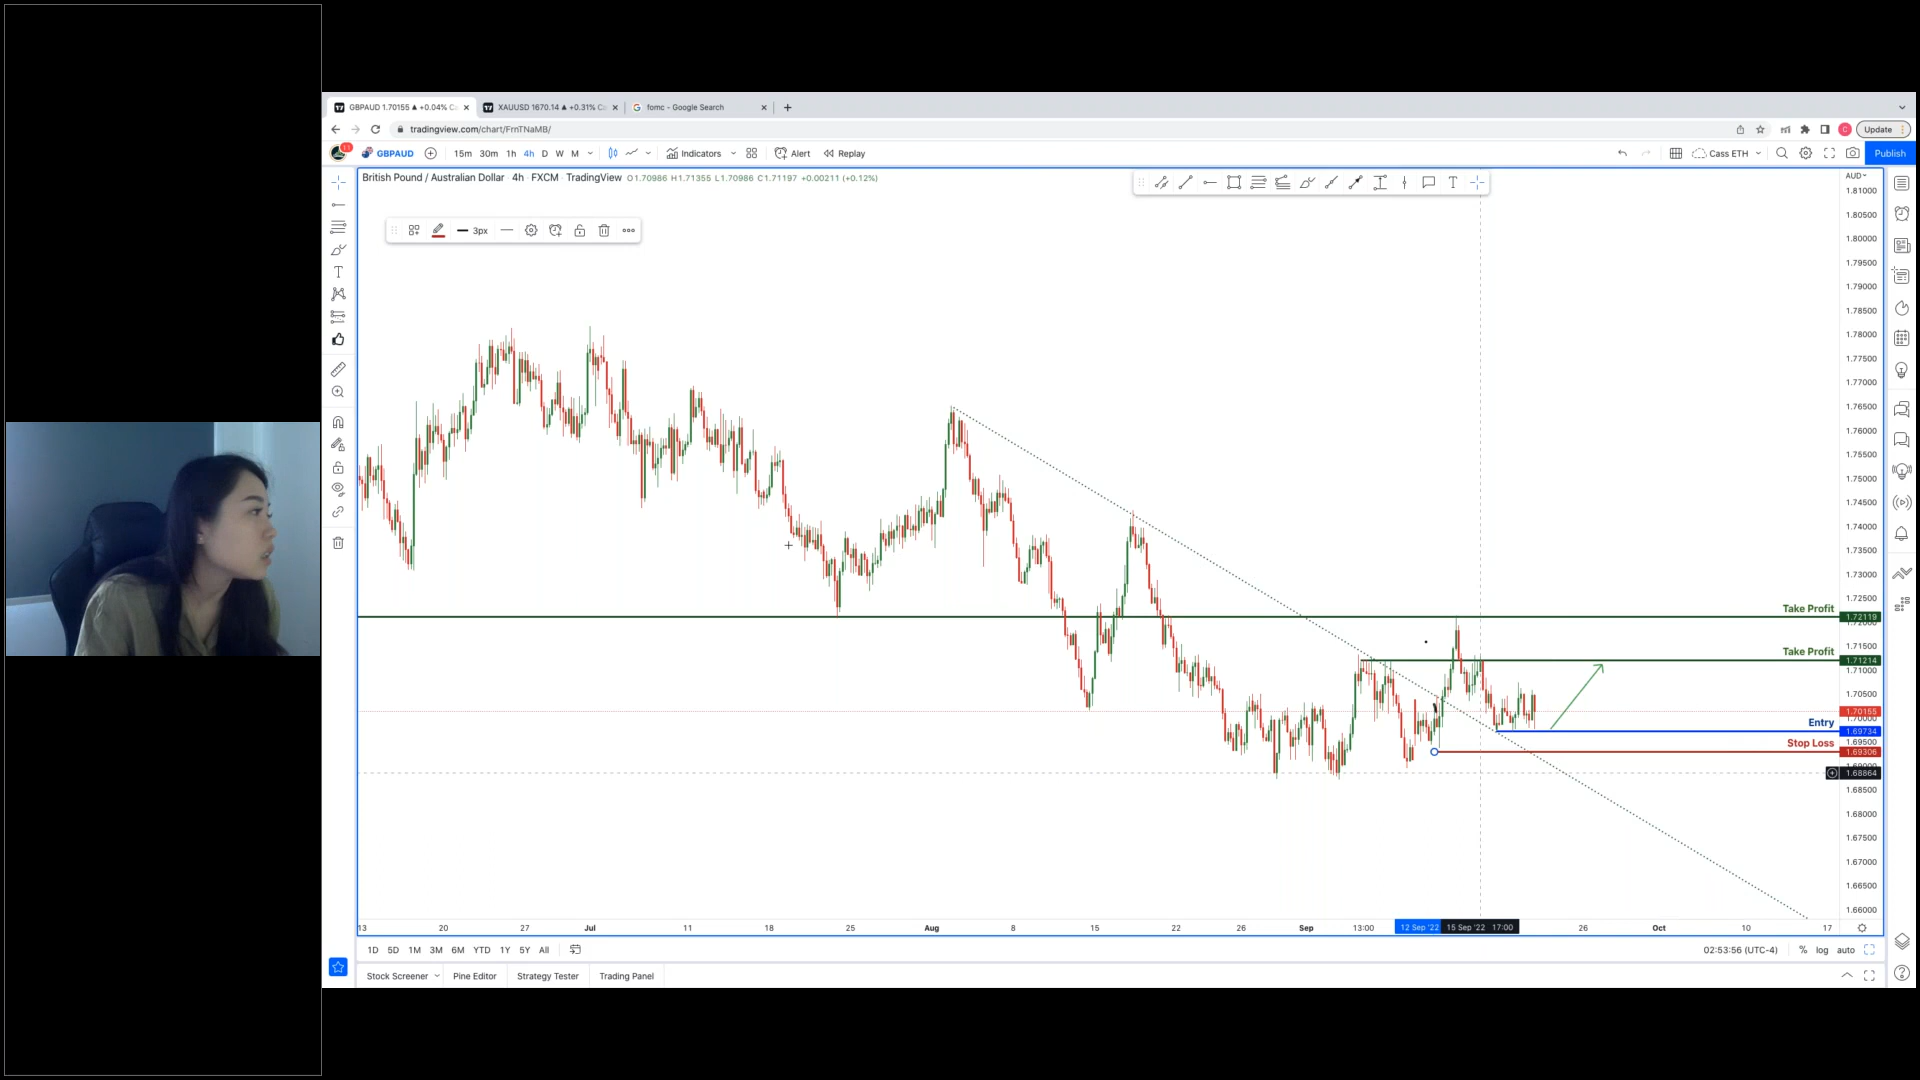 GBPAUD 1.70155 ▲ +0.04% C
XAUUSD 1670.14 ▲ +0.31% C
fomc - Google Search
tradingview.com/chart/FrnTNaMB/
C
Update
11
GBPAUD
15m 30m 1h 4h D W M
Indicators
Alert
Replay
Cass ETH
Publish
British Pound / Australian Dollar · 4h · FXCM · TradingView O1.70986 H1.71355 L1.70986 C1.71197 +0.00211 (+0.12%)
AUD
3px
1.81000
1.80500
1.80000
1.79500
1.79000
1.78500
1.78000
1.77500
1.77000
1.76500
1.76000
1.75500
1.75000
1.74500
1.74000
1.73500
1.73000
1.72500
Take Profit
1.72119
1.72000
1.71500
Take Profit
1.71214
1.71000
1.70500
1.70155
1.70000
Entry
1.69734
1.69500
Stop Loss
1.69306
1.68864
1.68500
1.68000
1.67500
1.67000
1.66500
1.66000
13 20 27 Jul 11 18 25 Aug 8 15 22 26 Sep 13:00 12 Sep '22 15 Sep '22 17:00 26 Oct 10 17
1D 5D 1M 3M 6M YTD 1Y 5Y All
02:53:56 (UTC-4) % log auto
Stock Screener Pine Editor Strategy Tester Trading Panel